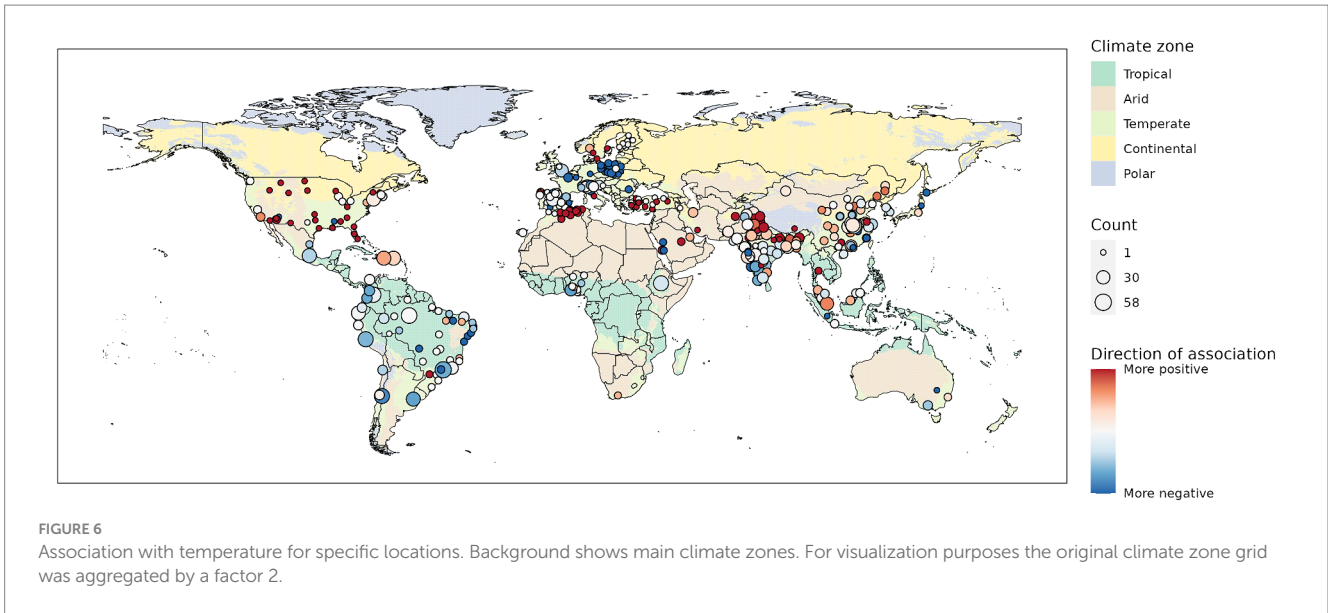 Climate zone
Tropical
Arid
Temperate
Continental
Polar
Count
1
30
58
Direction of association
More positive
More negative
FIGURE 6
Association with temperature for specific locations. Background shows main climate zones. For visualization purposes the original climate zone grid
was aggregated by a factor 2.